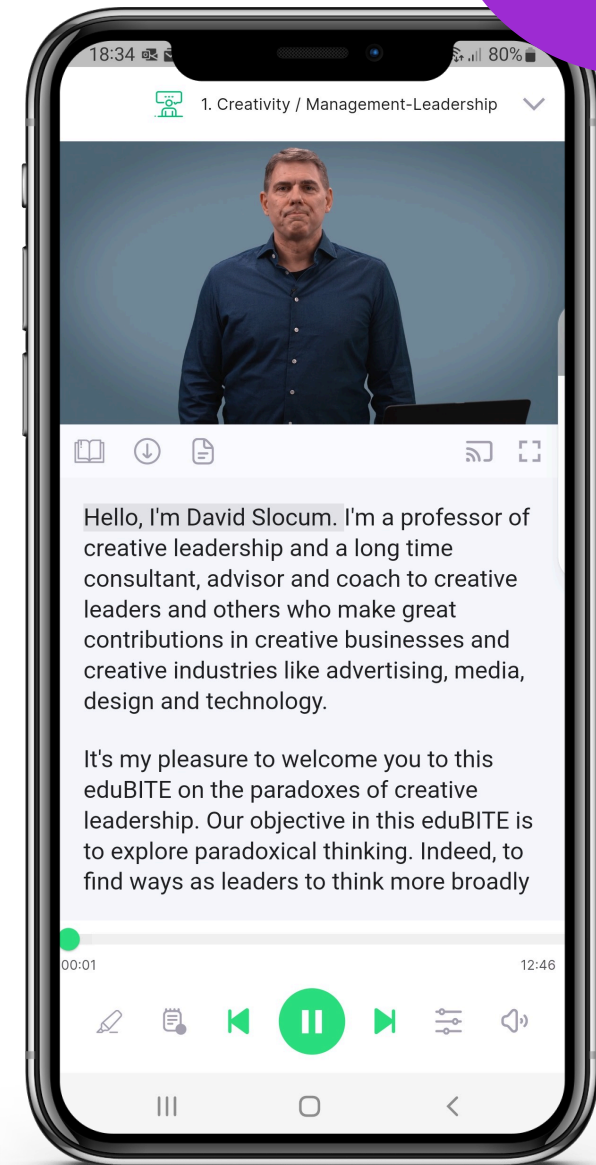 18:34
80%
1. Creativity / Management-Leadership
Hello, I'm David Slocum. I'm a professor of
creative leadership and a long time
consultant, advisor and coach to creative
leaders and others who make great
contributions in creative businesses and
creative industries like advertising, media,
design and technology.
It's my pleasure to welcome you to this
eduBITE on the paradoxes of creative
leadership. Our objective in this eduBITE is
to explore paradoxical thinking. Indeed, to
find ways as leaders to think more broadly
00:01
12:46